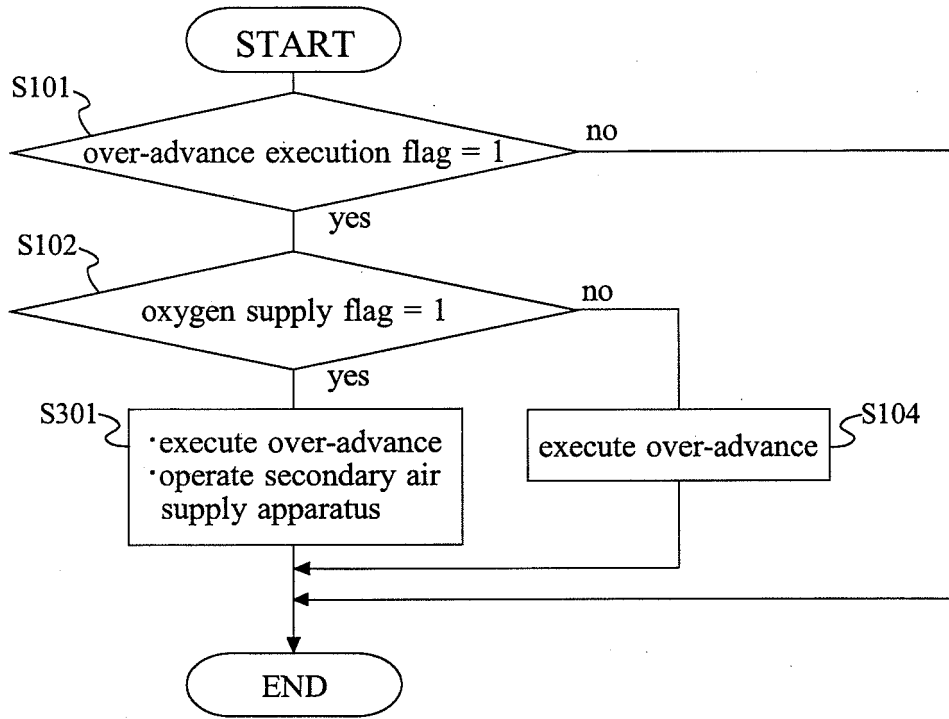 START
S101
over-advance execution flag = 1
no
yes
S102
oxygen supply flag = 1
no
yes
S301
·execute over-advance
·operate secondary air
supply apparatus
S104
execute over-advance
END